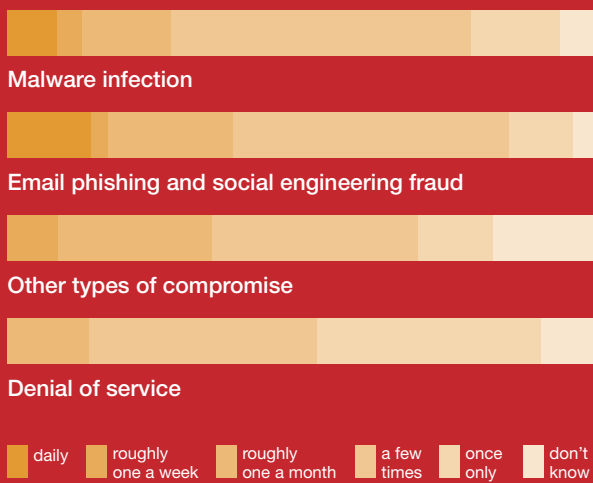 Malware infection
Email phishing and social engineering fraud
Other types of compromise
Denial of service
daily
roughly
one a week
roughly
one a month
a few
times
once
only
don't
know